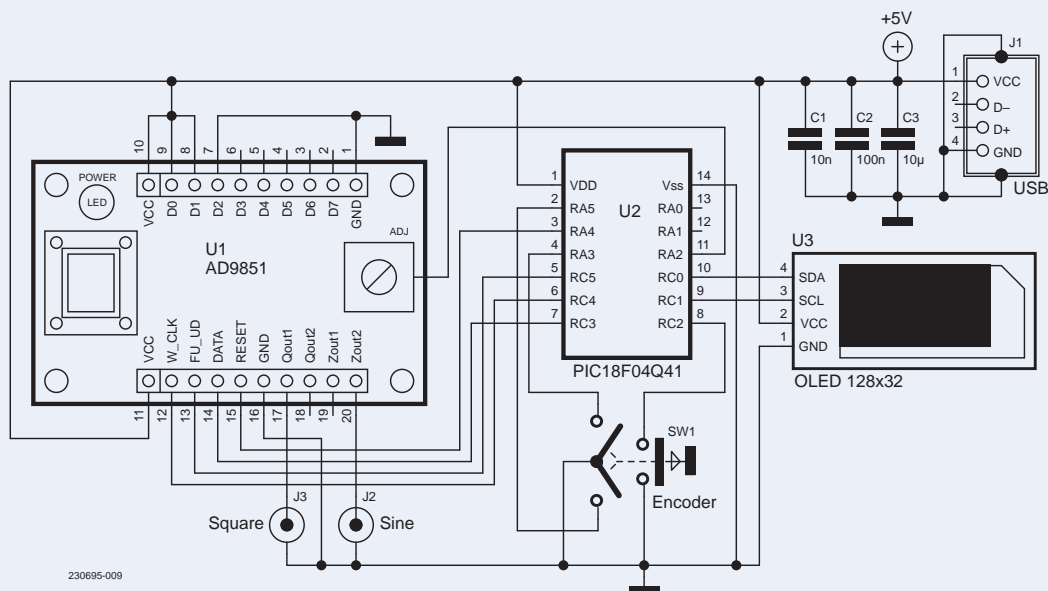 +5V
J1
1 VCC
2 D–
3 D+
4 GND
USB
C1
10n
C2
100n
C3
10µ
10 9 8 7 6 5 4 3 2 1
VCC D0 D1 D2 D3 D4 D5 D6 D7 GND
POWER
LED
U1
AD9851
ADJ
VCC W_CLK FU_UD DATA RESET GND Qout1 Qout2 Zout1 Zout2
11 12 13 14 15 16 17 18 19 20
U2
1 VDD Vss 14
2 RA5 RA0 13
3 RA4 RA1 12
4 RA3 RA2 11
5 RC5 RC0 10
6 RC4 RC1 9
7 RC3 RC2 8
PIC18F04Q41
U3
4 SDA
3 SCL
2 VCC
1 GND
OLED 128x32
SW1
Encoder
J3
Square
J2
Sine
230695-009